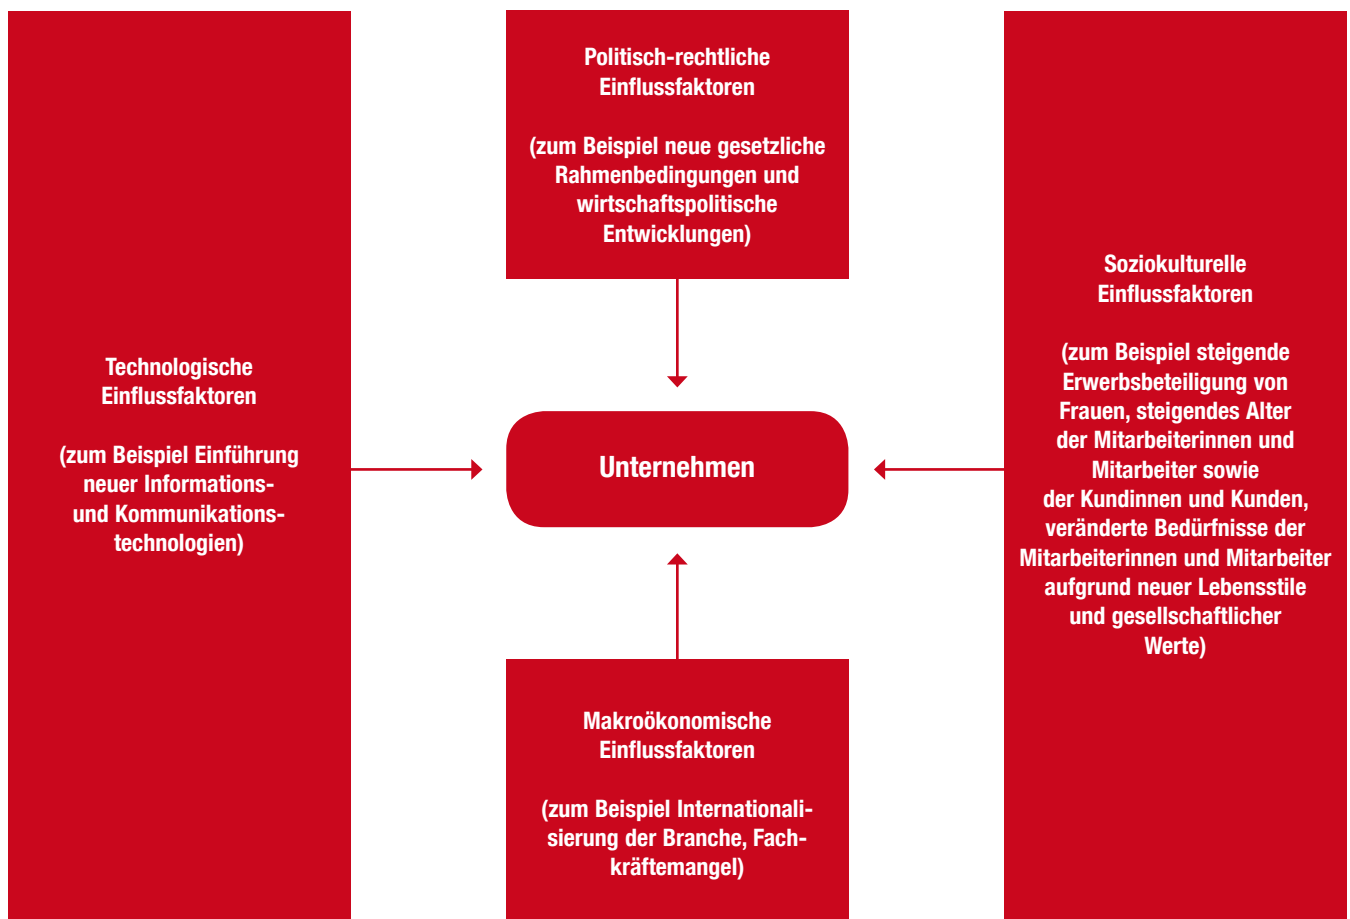 Politisch-rechtliche
Einflussfaktoren
(zum Beispiel neue gesetzliche
Rahmenbedingungen und
wirtschaftspolitische
Entwicklungen)
Technologische
Einflussfaktoren
(zum Beispiel Einführung
neuer Informations-
und Kommunikations-
technologien)
Unternehmen
Soziokulturelle
Einflussfaktoren
(zum Beispiel steigende
Erwerbsbeteiligung von
Frauen, steigendes Alter
der Mitarbeiterinnen und
Mitarbeiter sowie
der Kundinnen und Kunden,
veränderte Bedürfnisse der
Mitarbeiterinnen und Mitarbeiter
aufgrund neuer Lebensstile
und gesellschaftlicher
Werte)
Makroökonomische
Einflussfaktoren
(zum Beispiel Internationali-
sierung der Branche, Fach-
kräftemangel)